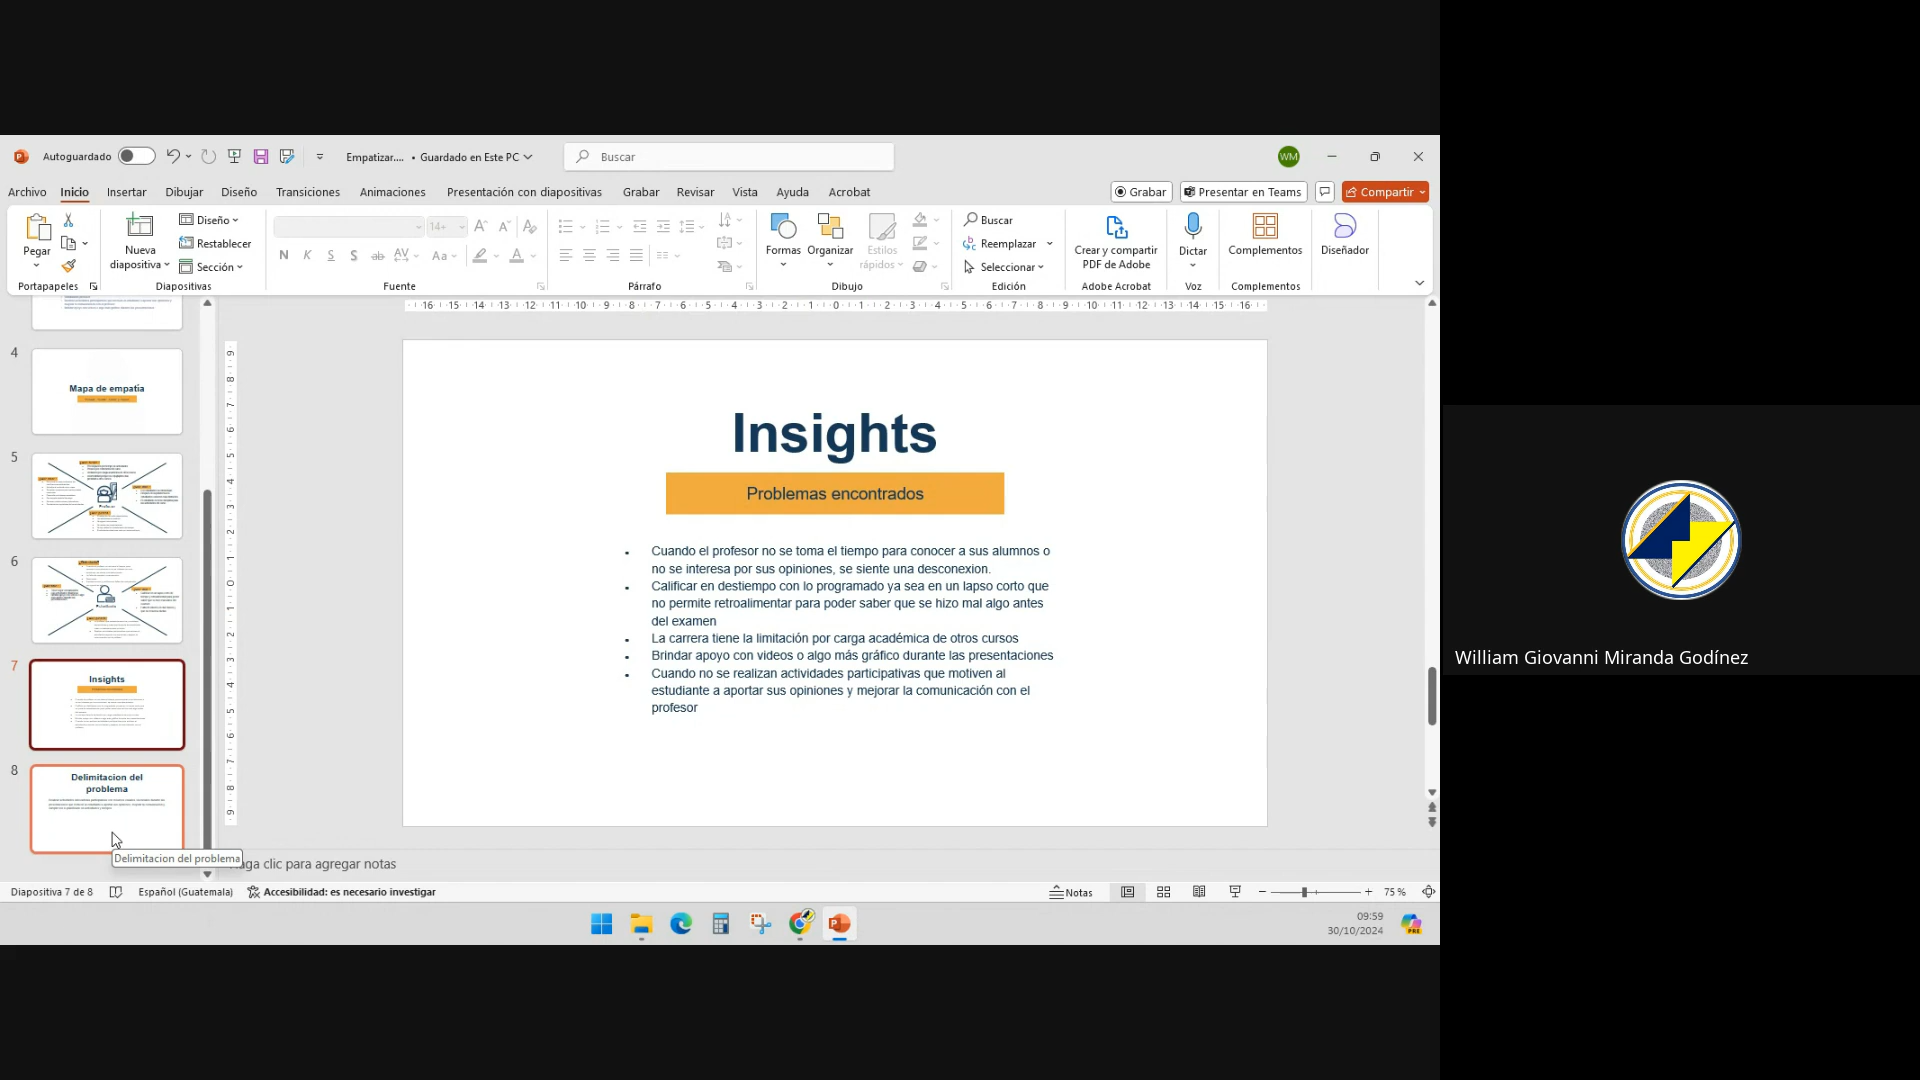 Autoguardado
Empatizar.... • Guardado en Este PC
Buscar
WM
Archivo Inicio Insertar Dibujar Diseño Transiciones Animaciones Presentación con diapositivas Grabar Revisar Vista Ayuda Acrobat
Grabar Presentar en Teams Compartir
Pegar
Portapapeles
Nueva diapositiva
Diseño
Restablecer
Sección
Diapositivas
14+
N K S S ab AV Aa A
Fuente
Párrafo
Formas
Organizar
Estilos rápidos
Dibujo
Buscar
Reemplazar
Seleccionar
Edición
Crear y compartir PDF de Adobe
Adobe Acrobat
Dictar
Voz
Complementos
Complementos
Diseñador
4
Mapa de empatia
5
6
7
Insights
8
Delimitacion del
problema
Delimitacion del problema
Insights
Problemas encontrados
Cuando el profesor no se toma el tiempo para conocer a sus alumnos o
no se interesa por sus opiniones, se siente una desconexion.
Calificar en destiempo con lo programado ya sea en un lapso corto que
no permite retroalimentar para poder saber que se hizo mal algo antes
del examen
La carrera tiene la limitación por carga académica de otros cursos
Brindar apoyo con videos o algo más gráfico durante las presentaciones
Cuando no se realizan actividades participativas que motiven al
estudiante a aportar sus opiniones y mejorar la comunicación con el
profesor
aga clic para agregar notas
Diapositiva 7 de 8 Español (Guatemala) Accesibilidad: es necesario investigar
Notas
75 %
09:59
30/10/2024
PRE
William Giovanni Miranda Godínez